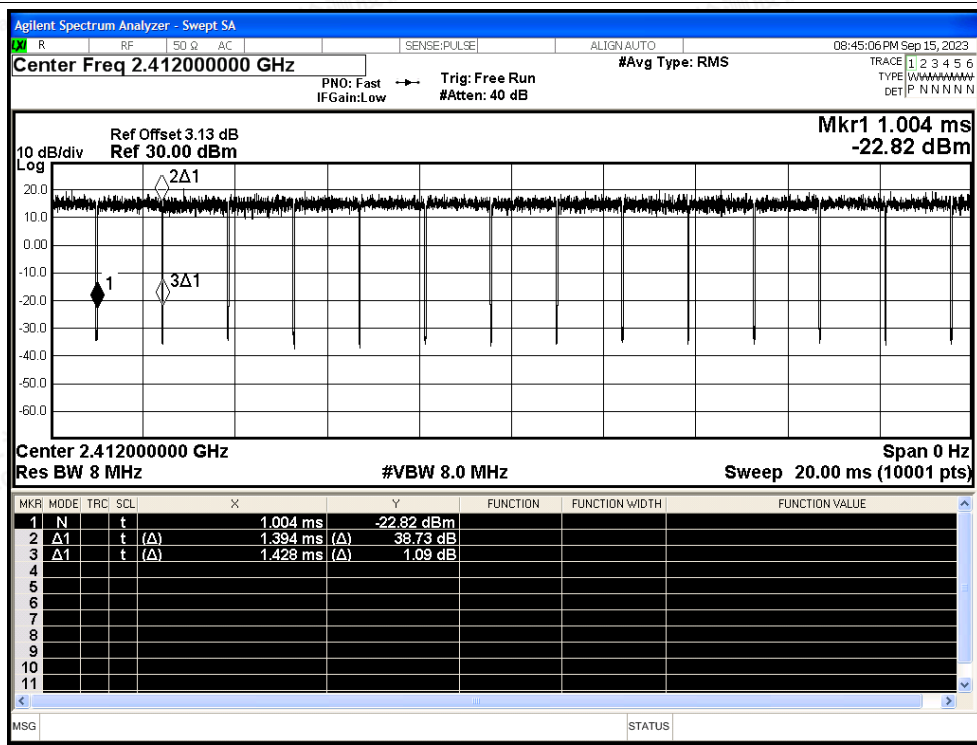 Agilent Spectrum Analyzer - Swept SA
LXI R RF 50 Ω AC SENSE:PULSE ALIGN AUTO 08:45:06 PM Sep 15, 2023
Center Freq 2.412000000 GHz
PNO: Fast
IFGain:Low
Trig: Free Run
#Atten: 40 dB
#Avg Type: RMS
TRACE 1 2 3 4 5 6
TYPE WWWWWW
DET P N N N N N
Ref Offset 3.13 dB
10 dB/div Ref 30.00 dBm
Log
Mkr1 1.004 ms
-22.82 dBm
20.0
10.0
0.00
-10.0
-20.0
-30.0
-40.0
-50.0
-60.0
2Δ1
1
3Δ1
Center 2.412000000 GHz Span 0 Hz
Res BW 8 MHz #VBW 8.0 MHz Sweep 20.00 ms (10001 pts)
MKR MODE TRC SCL X Y FUNCTION FUNCTION WIDTH FUNCTION VALUE
1 N t 1.004 ms -22.82 dBm
2 Δ1 t (Δ) 1.394 ms (Δ) 38.73 dB
3 Δ1 t (Δ) 1.428 ms (Δ) 1.09 dB
4
5
6
7
8
9
10
11
MSG STATUS